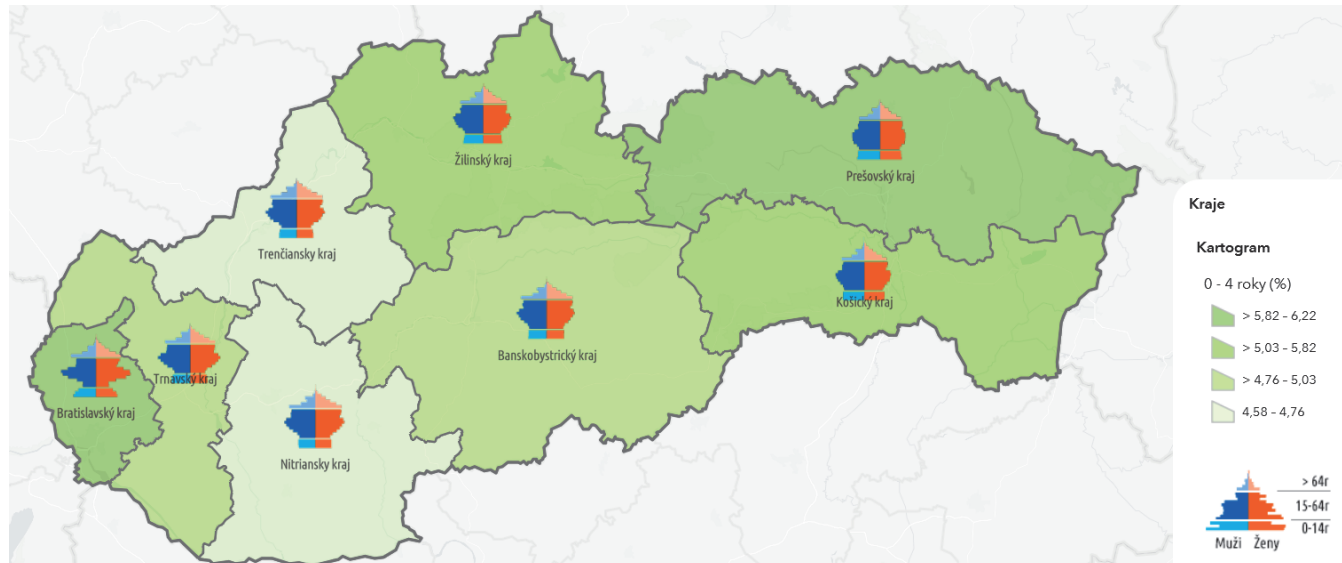 Žilinský kraj
Prešovský kraj
Trenčiansky kraj
Košický kraj
Banskobystrický kraj
Trnavský kraj
Bratislavský kraj
Nitriansky kraj
Kraje
Kartogram
0 - 4 roky (%)
> 5,82 – 6,22
> 5,03 – 5,82
> 4,76 – 5,03
4,58 – 4,76
> 64r
15-64r
0-14r
Muži Ženy